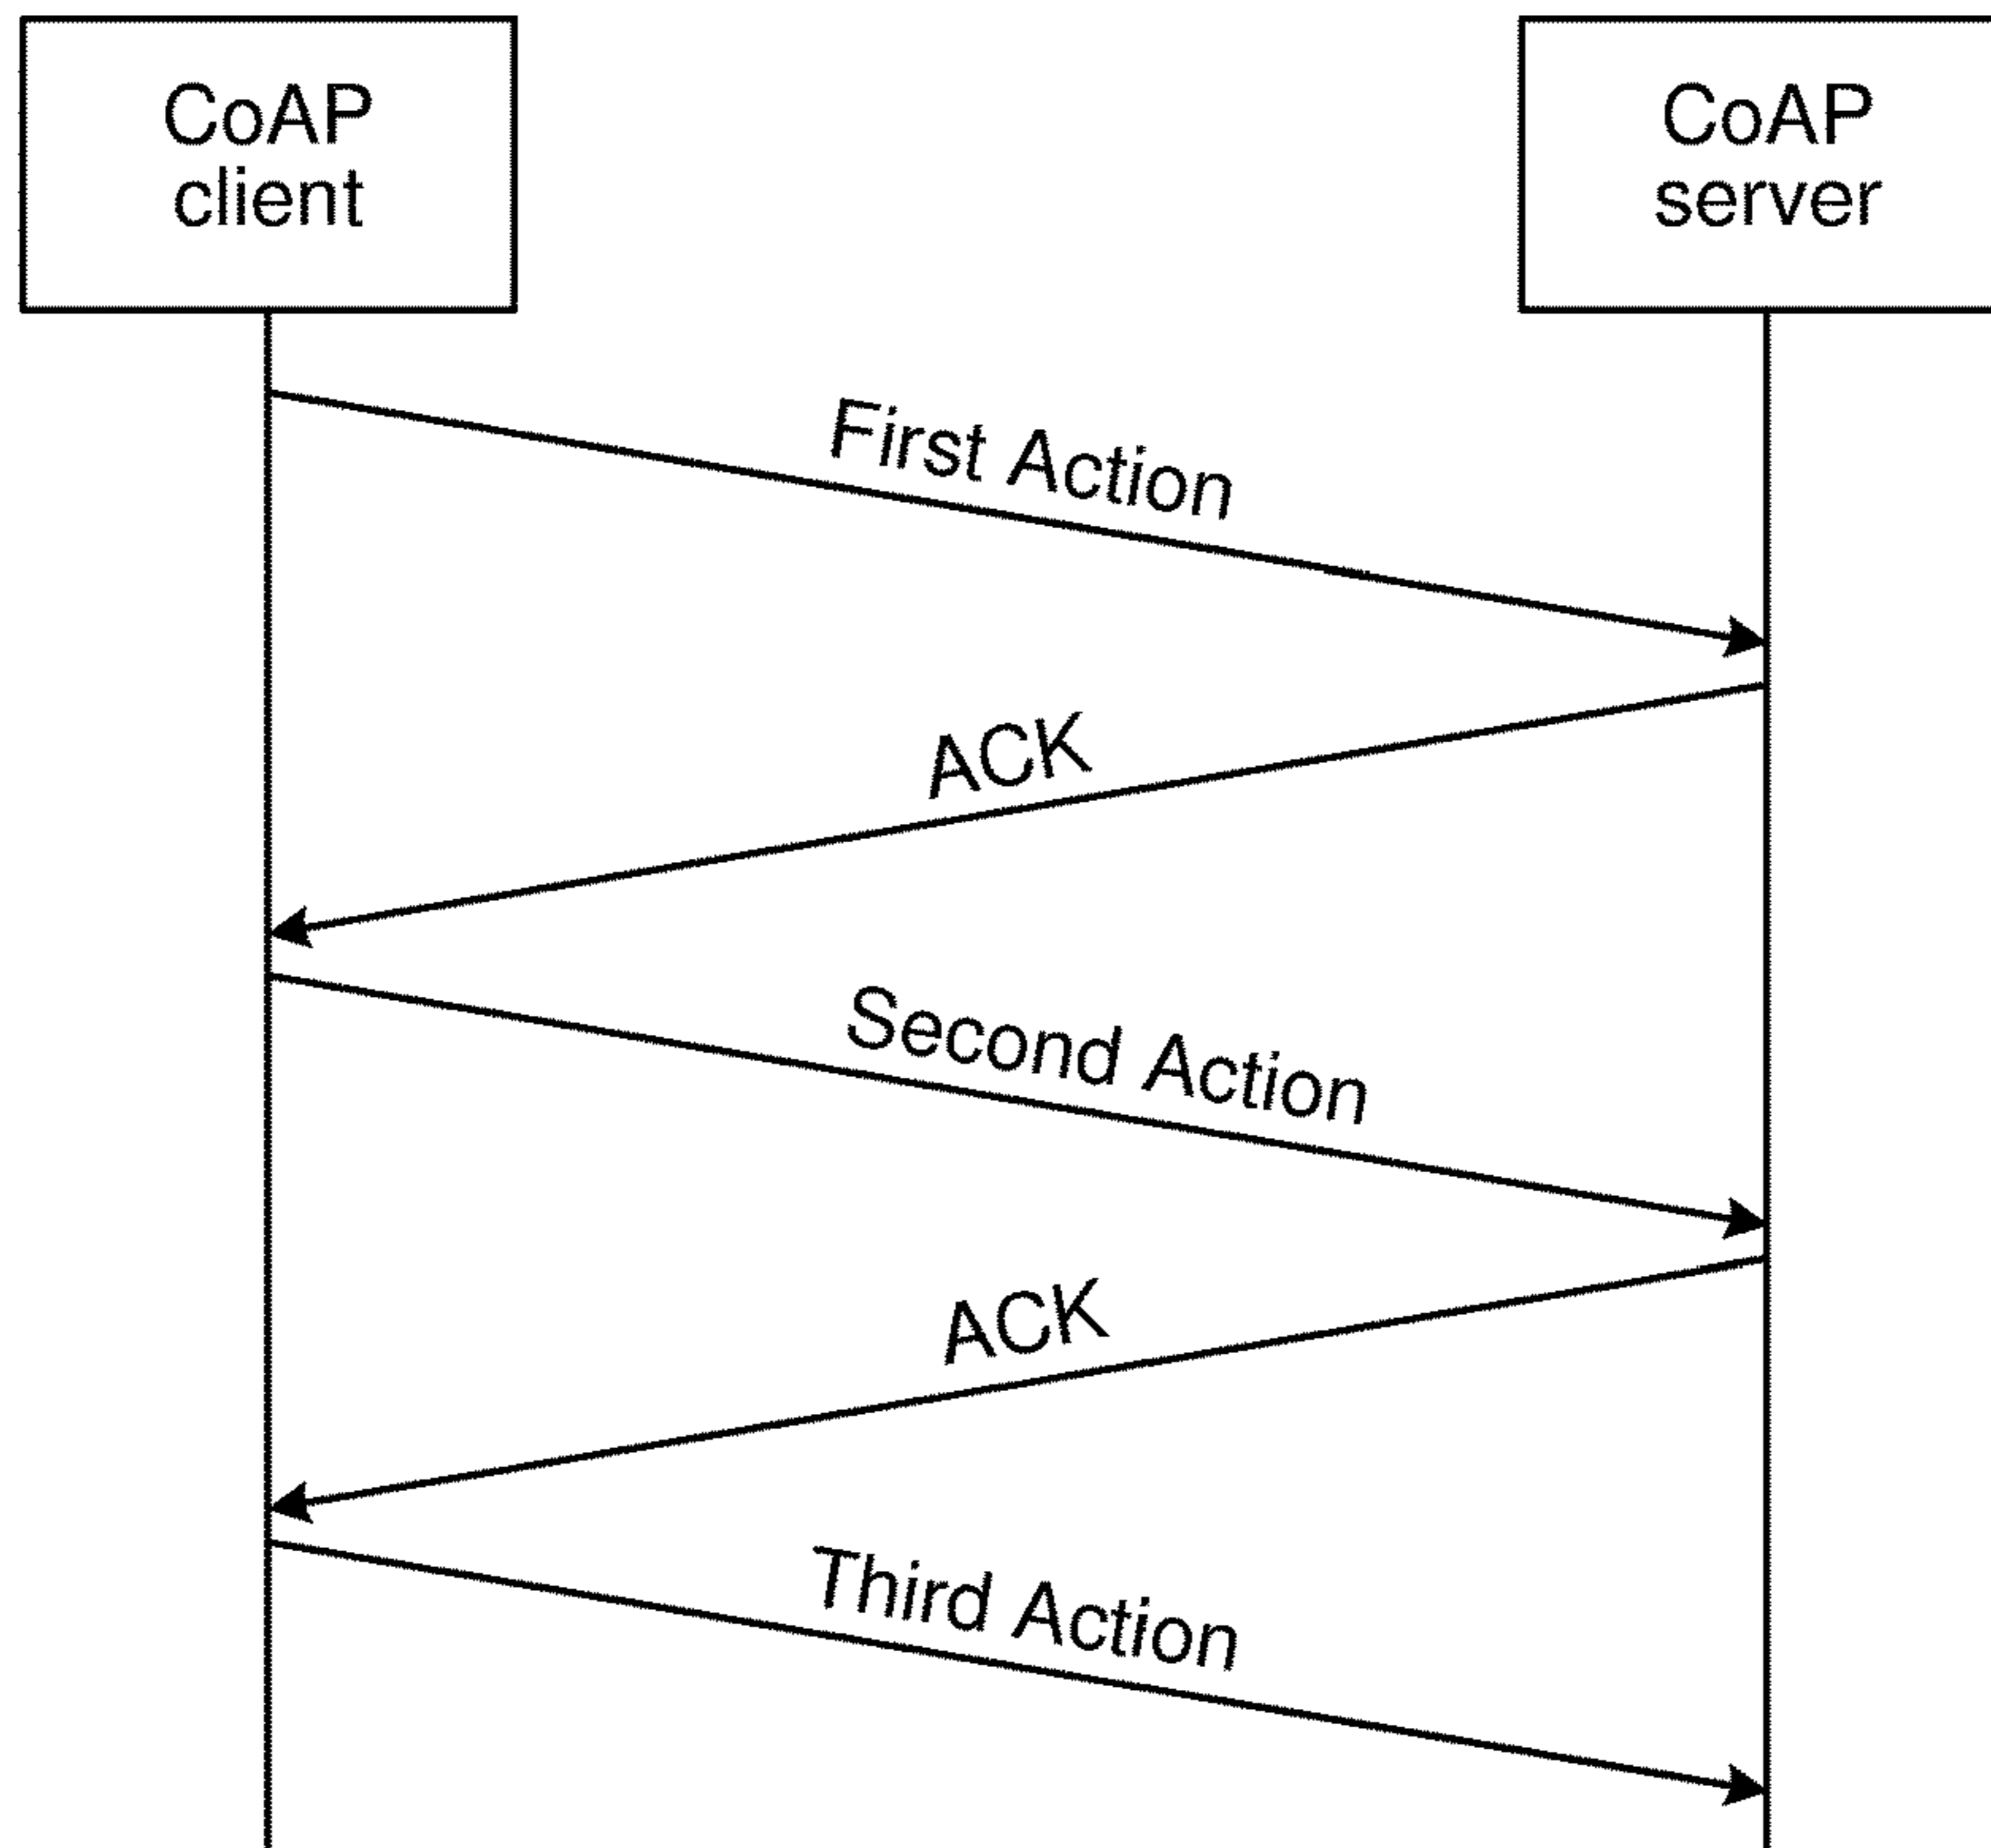 CoAP
client
CoAP
server
First Action
ACK
Second Action
ACK
Third Action